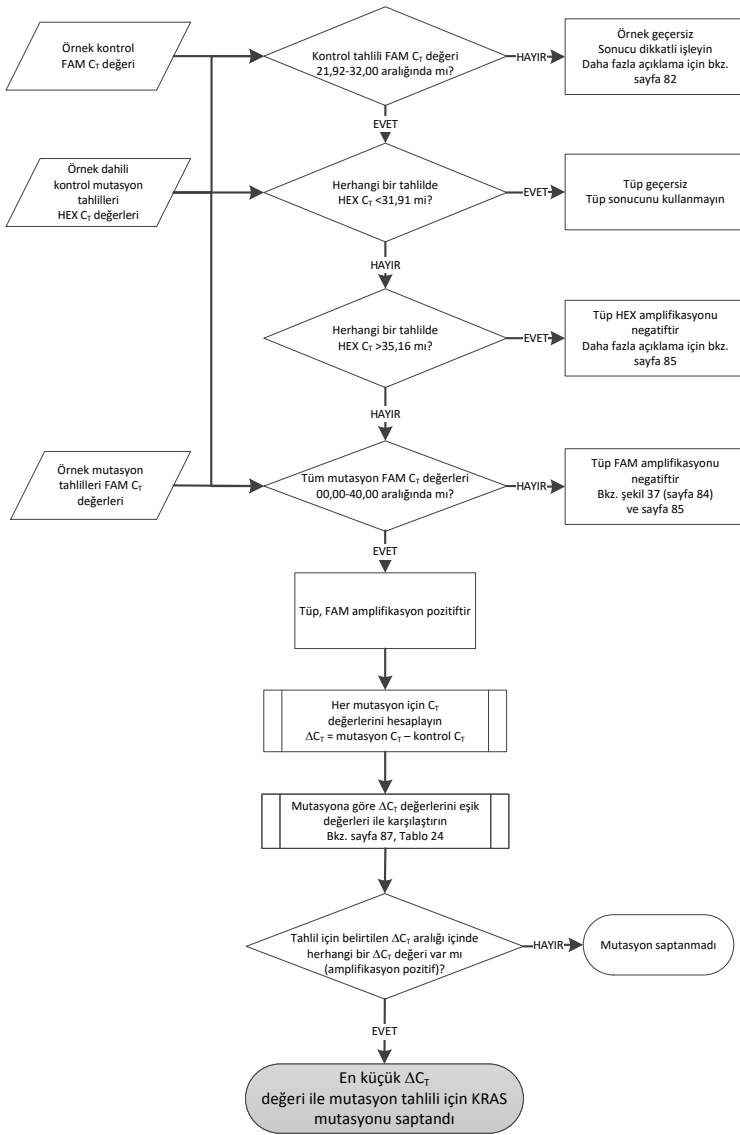 Örnek kontrol
FAM CT değeri
Kontrol tahlili FAM CT değeri
21,92-32,00 aralığında mı?
HAYIR
Örnek geçersiz
Sonucu dikkatli işleyin
Daha fazla açıklama için bkz.
sayfa 82
EVET
Örnek dahili
kontrol mutasyon
tahlilleri
HEX CT değerleri
Herhangi bir tahlilde
HEX CT <31,91 mi?
EVET
Tüp geçersiz
Tüp sonucunu kullanmayın
HAYIR
Herhangi bir tahlilde
HEX CT >35,16 mı?
EVET
Tüp HEX amplifikasyonu
negatiftir
Daha fazla açıklama için bkz.
sayfa 85
HAYIR
Örnek mutasyon
tahlilleri FAM CT
değerleri
Tüm mutasyon FAM CT değerleri
00,00-40,00 aralığında mı?
HAYIR
Tüp FAM amplifikasyonu
negatiftir
Bkz. şekil 37 (sayfa 84)
ve sayfa 85
EVET
Tüp, FAM amplifikasyon pozitiftir
Her mutasyon için CT
değerlerini hesaplayın
ΔCT = mutasyon CT – kontrol CT
Mutasyona göre ΔCT değerlerini eşik
değerleri ile karşılaştırın
Bkz. sayfa 87, Tablo 24
Tahlil için belirtilen ΔCT aralığı içinde
herhangi bir ΔCT değeri var mı
(amplifikasyon pozitif)?
HAYIR
Mutasyon saptanmadı
EVET
En küçük ΔCT
değeri ile mutasyon tahlili için KRAS
mutasyonu saptandı